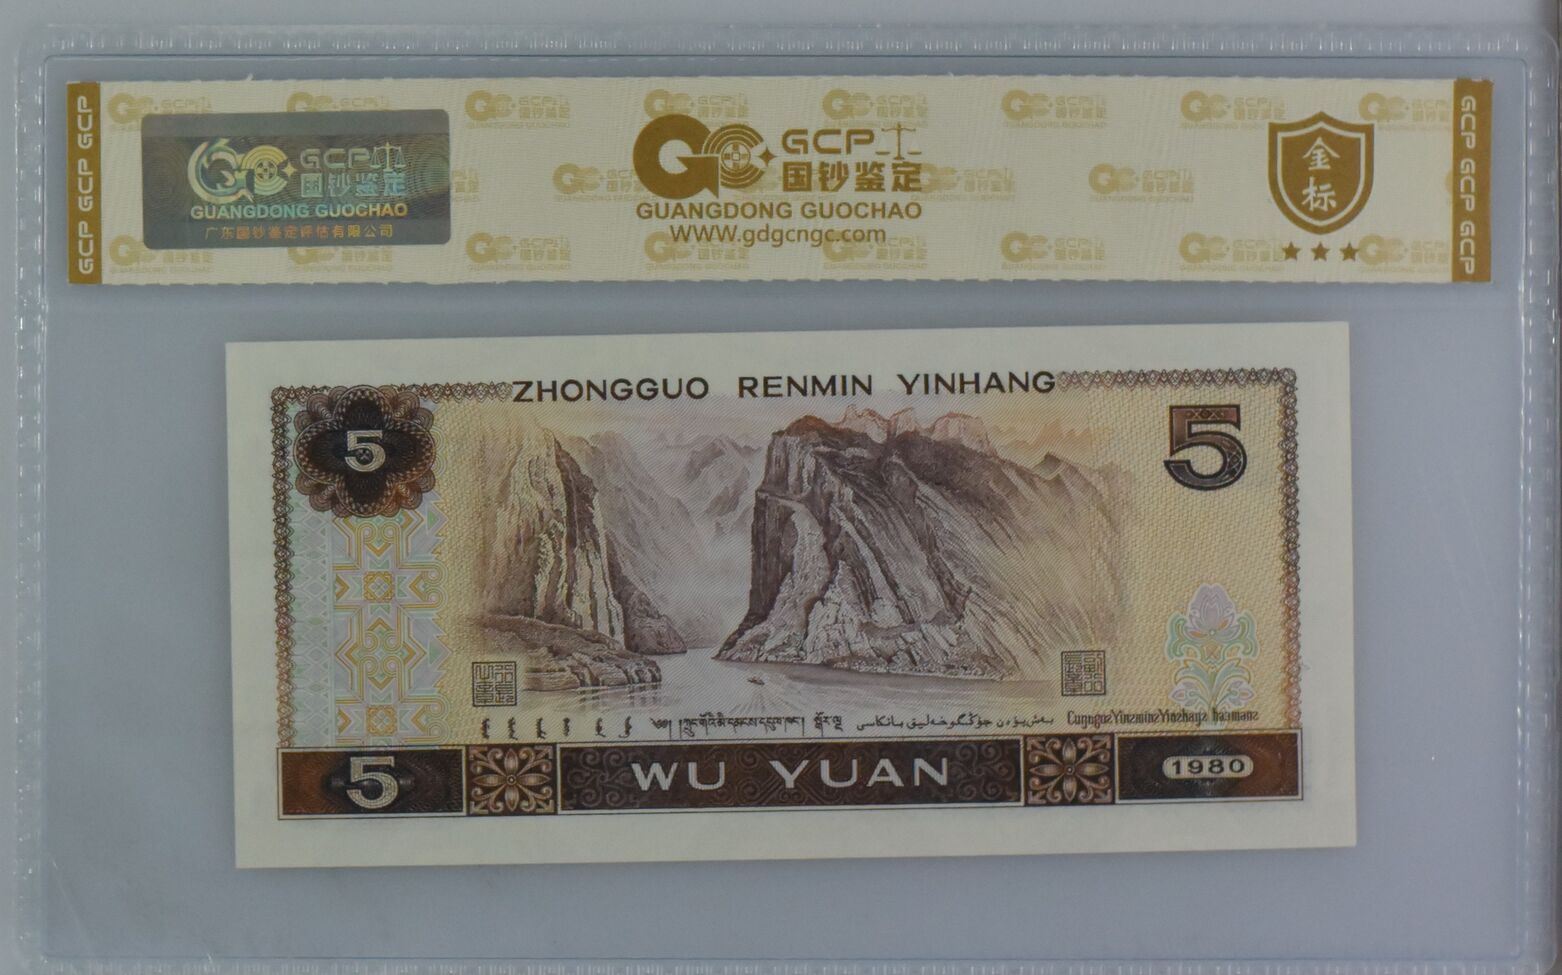 GCP GCP GCP
GCP
国钞鉴定
GUANGDONG GUOCHAO
广东国钞鉴定评估有限公司
GCP
国钞鉴定
GUANGDONG GUOCHAO
WWW.gdgcngc.com
金
标
GCP GCP GCP
ZHONGGUO RENMIN YINHANG
5
5
5
WU YUAN
1980